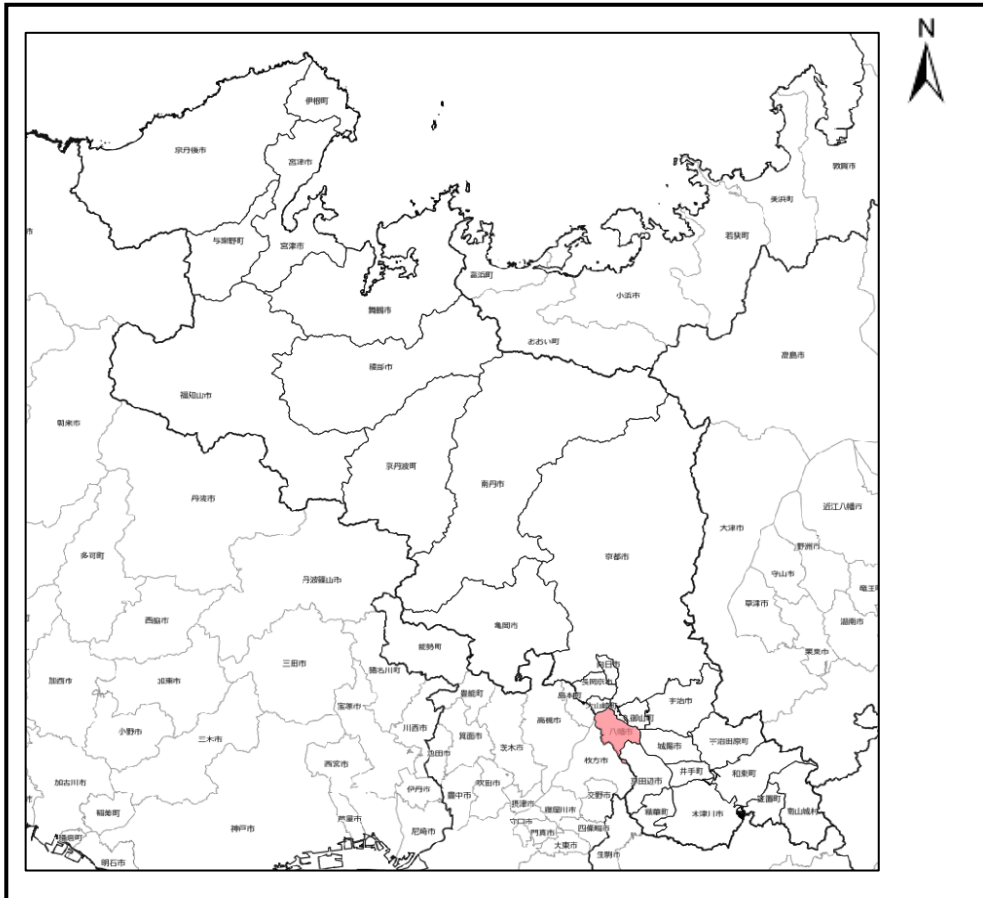 N
伊根町
京丹後市
宮津市
敦賀市
美浜町
若狭町
与謝野町
宮津市
高浜町
小浜市
舞鶴市
おおい町
高島市
綾部市
福知山市
朝来市
京丹波町
南丹市
丹波市
近江八幡市
大津市
野洲市
多可町
京都市
守山市
丹波篠山市
竜王町
草津市
西脇市
湖南市
亀岡市
能勢町
栗東市
三田市
向日市
猪名川町
加西市
加東市
長岡京市
豊能町
島本町
宇治市
宝塚市
大山崎町
久御山町
高槻市
川西市
小野市
箕面市
八幡市
三木市
茨木市
城陽市
宇治田原町
池田市
枚方市
西宮市
井手町
和束町
加古川市
吹田市
京田辺市
伊丹市
豊中市
交野市
笠置町
稲美町
摂津市
寝屋川市
精華町
木津川市
南山城村
芦屋市
守口市
神戸市
尼崎市
門真市
四條畷市
播磨町
大東市
生駒市
明石市